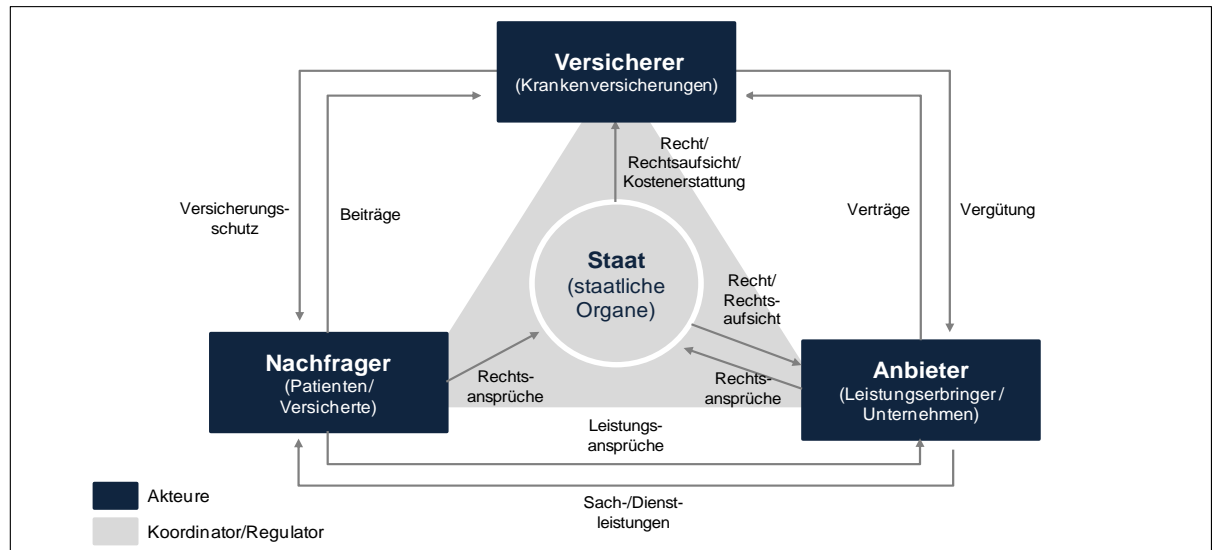 Versicherer
(Krankenversicherungen)
Recht/
Rechtsaufsicht/
Kostenerstattung
Versicherungs-
schutz
Beiträge
Verträge
Vergütung
Staat
(staatliche
Organe)
Recht/
Rechts-
aufsicht
Nachfrager
(Patienten/
Versicherte)
Rechts-
ansprüche
Rechts-
ansprüche
Anbieter
(Leistungserbringer/
Unternehmen)
Leistungs-
ansprüche
Sach-/Dienst-
leistungen
Akteure
Koordinator/Regulator